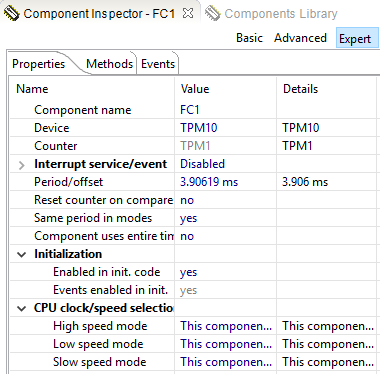 Component Inspector - FC1 Components Library
Basic Advanced Expert
Properties Methods Events
Name Value Details
Component name FC1
Device TPM10 TPM10
Counter TPM1 TPM1
Interrupt service/event Disabled
Period/offset 3.90619 ms 3.906 ms
Reset counter on compare no
Same period in modes yes
Component uses entire tim no
Initialization
Enabled in init. code yes
Events enabled in init. yes
CPU clock/speed selectio
High speed mode This componen... This componen...
Low speed mode This componen... This componen...
Slow speed mode This componen... This componen...